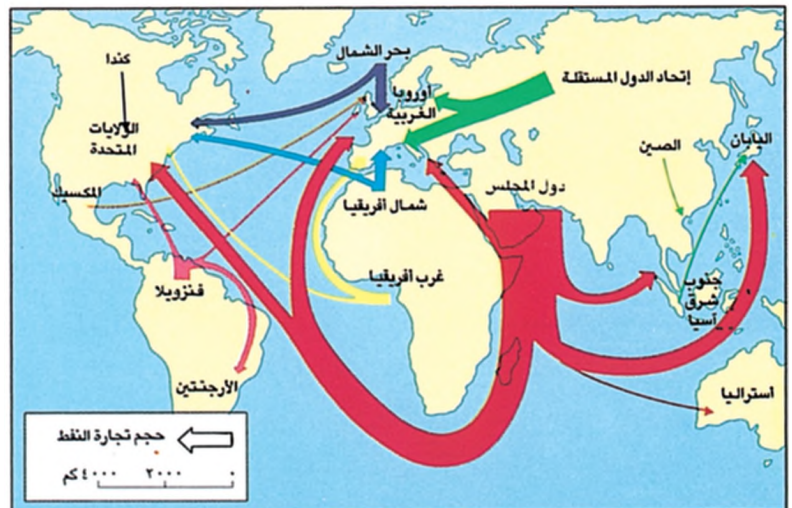 بحر الشمال
كندا
أوروبا
الغربية
إتحاد الدول المستقلة
الولايات
المتحدة
اليابان
الصين
المكسيك
دول المجلس
شمال أفريقيا
غرب أفريقيا
فنزويلا
جنوب
شرق
آسيا
الأرجنتين
أستراليا
حجم تجارة النفط
٤٠٠٠ كم ٢٠٠٠ ٠